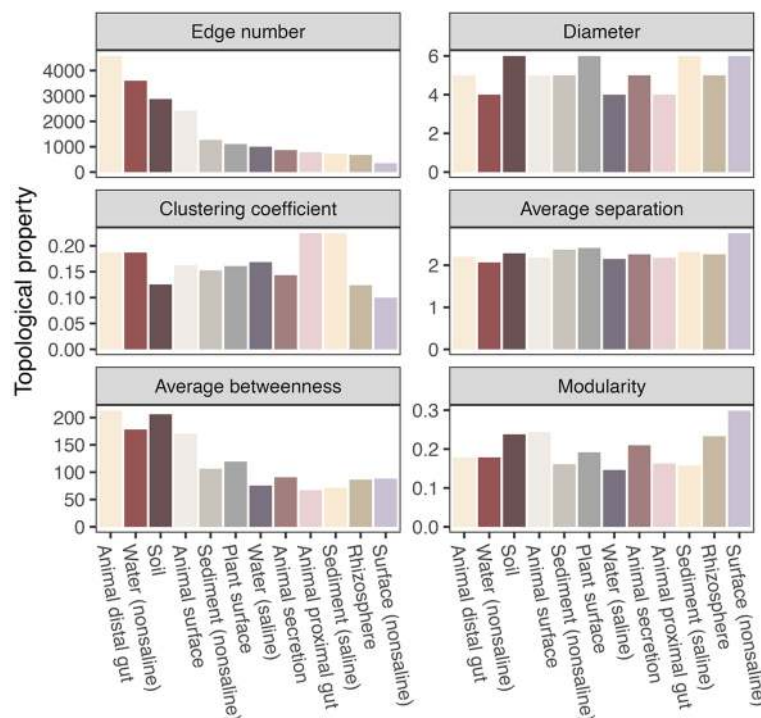 Topological property
Edge number
4000
3000
2000
1000
0
Diameter
6
4
2
0
Clustering coefficient
0.20
0.15
0.10
0.05
0.00
Average separation
2
1
0
Average betweenness
200
150
100
50
0
Modularity
0.3
0.2
0.1
0.0
Animal distal gut
Water (nonsaline)
Soil
Animal surface
Sediment (nonsaline)
Plant surface
Water (saline)
Animal secretion
Animal proximal gut
Sediment (saline)
Rhizosphere
Surface (nonsaline)
Animal distal gut
Water (nonsaline)
Soil
Animal surface
Sediment (nonsaline)
Plant surface
Water (saline)
Animal secretion
Animal proximal gut
Sediment (saline)
Rhizosphere
Surface (nonsaline)